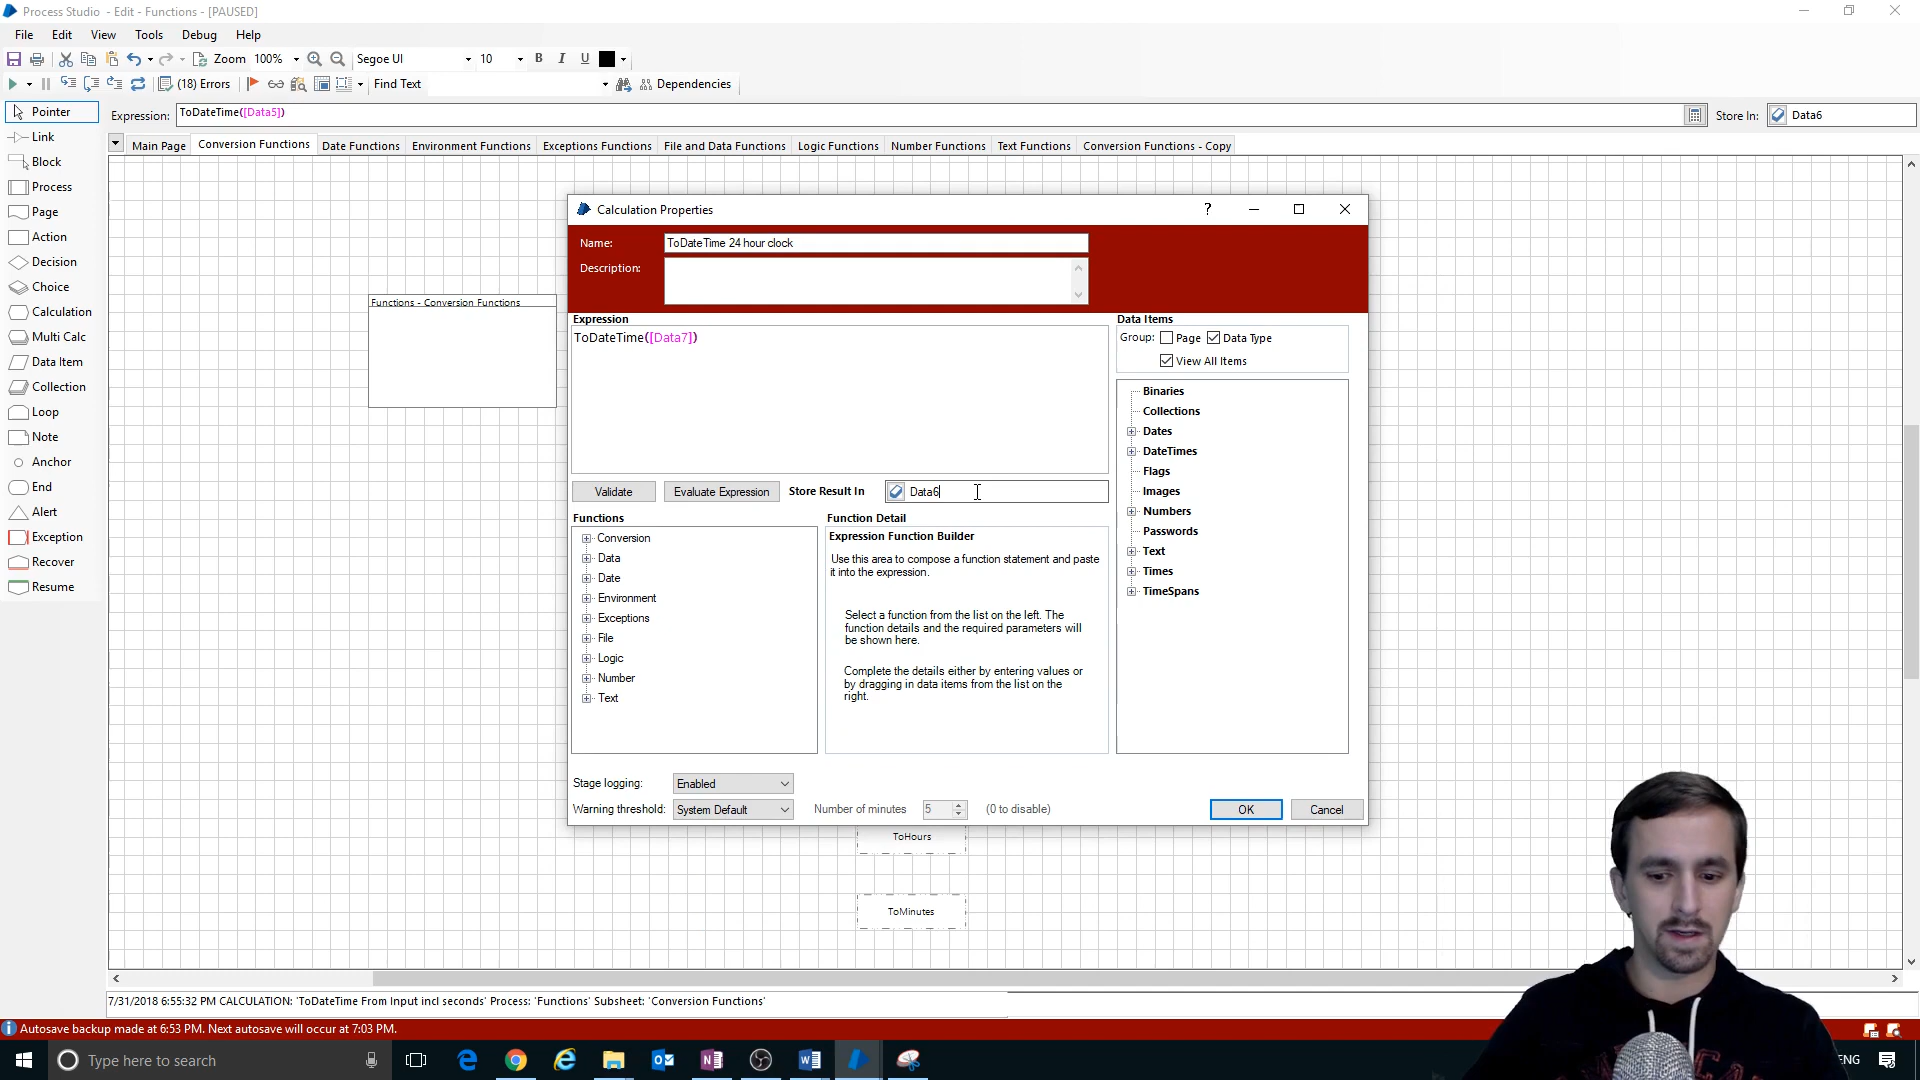 Process Studio - Edit - Functions - [PAUSED]
File Edit View Tools Debug Help
Zoom 100% Segoe UI 10 B I U
(18) Errors Find Text Dependencies
Pointer
Link
Block
Process
Page
Action
Decision
Choice
Calculation
Multi Calc
Data Item
Collection
Loop
Note
Anchor
End
Alert
Exception
Recover
Resume
Expression: ToDateTime([Data5]) Store In: Data6
Main Page Conversion Functions Date Functions Environment Functions Exceptions Functions File and Data Functions Logic Functions Number Functions Text Functions Conversion Functions - Copy
Functions - Conversion Functions
Calculation Properties ?
Name: ToDateTime 24 hour clock
Description:
Expression
ToDateTime([Data7])
Validate Evaluate Expression Store Result In Data6
Functions
Conversion
Data
Date
Environment
Exceptions
File
Logic
Number
Text
Function Detail
Expression Function Builder
Use this area to compose a function statement and paste
it into the expression.
Select a function from the list on the left. The
function details and the required parameters will
be shown here.
Complete the details either by entering values or
by dragging in data items from the list on the
right.
Data Items
Group: Page Data Type
View All Items
Binaries
Collections
Dates
DateTimes
Flags
Images
Numbers
Passwords
Text
Times
TimeSpans
Stage logging: Enabled
Warning threshold: System Default Number of minutes 5 (0 to disable)
OK Cancel
ToHours
ToMinutes
7/31/2018 6:55:32 PM CALCULATION: 'ToDateTime From Input incl seconds' Process: 'Functions' Subsheet: 'Conversion Functions'
Autosave backup made at 6:53 PM. Next autosave will occur at 7:03 PM.
Type here to search
ENG